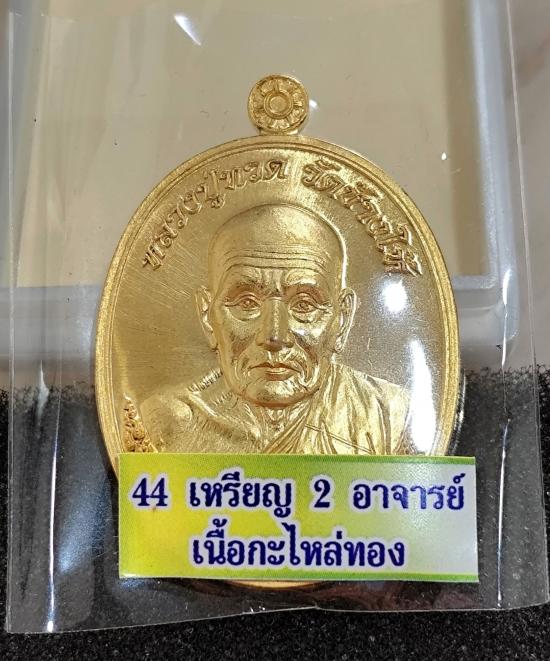 หลวงปู่ทวด วัดช้างให้
44 เหรียญ 2 อาจารย์
เนื้อกะไหล่ทอง